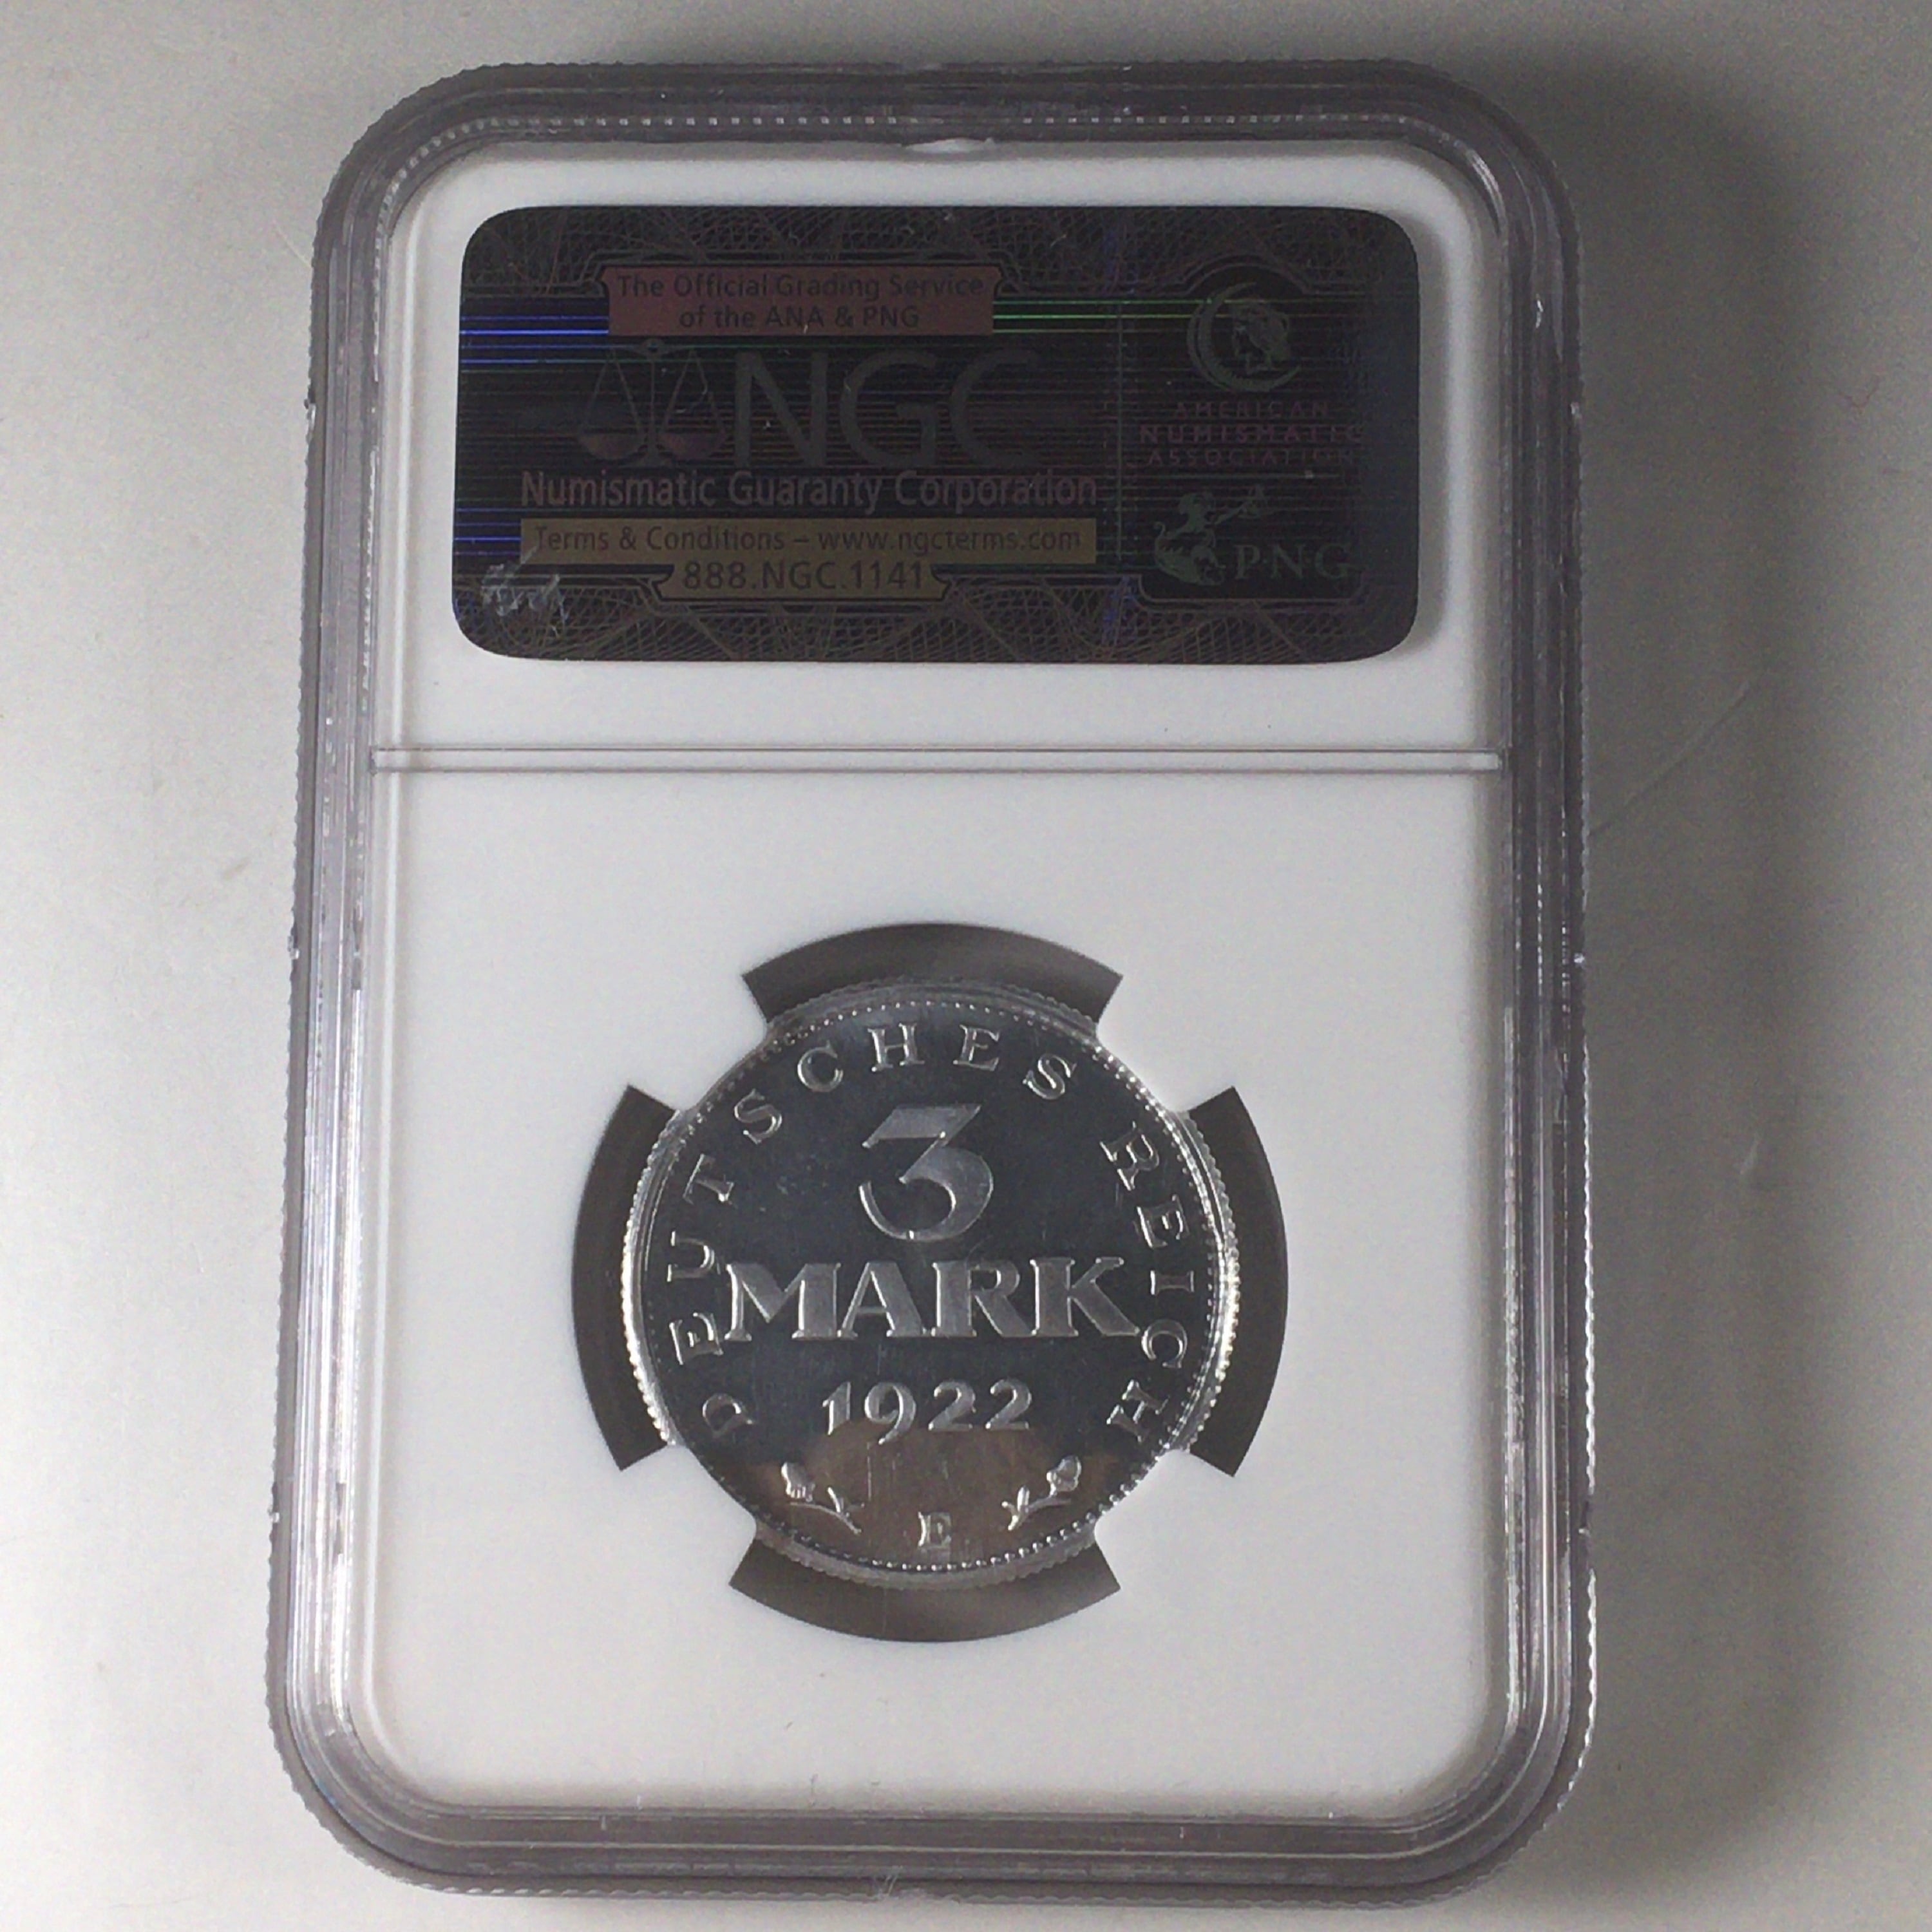 The Official Grading Service
of the ANA & PNG
NGC
Numismatic Guaranty Corporation
Terms & Conditions – www.ngcterms.com
888.NGC.1141
AMERICAN
NUMISMATIC
ASSOCIATION
PNG
DEUTSCHES REICH
3
MARK
1922
E